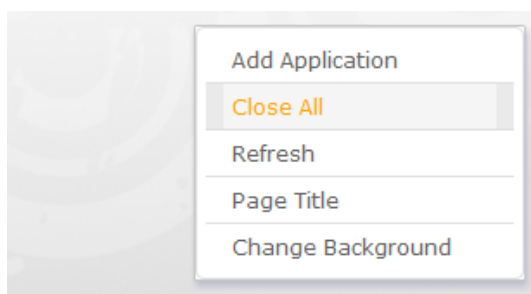 Add Application
Close All
Refresh
Page Title
Change Background